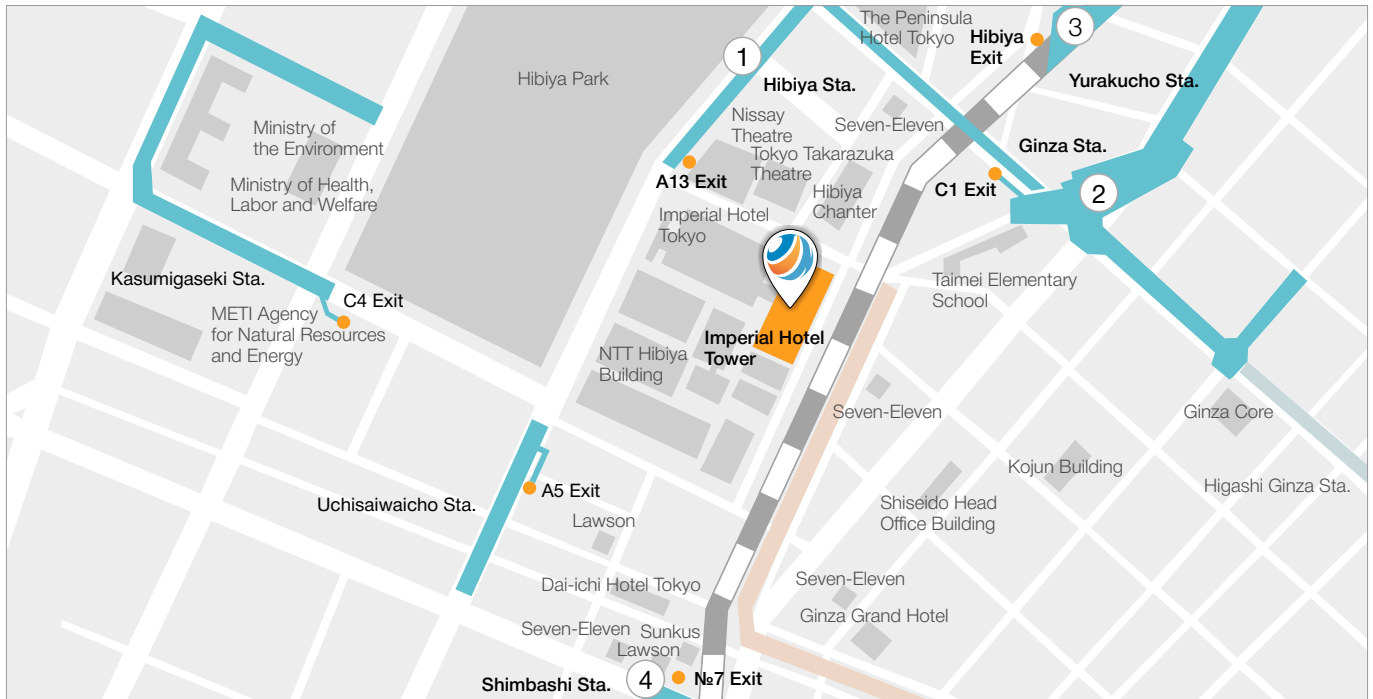 The Peninsula
Hotel Tokyo
Hibiya
Exit
3
1
Hibiya Park
Hibiya Sta.
Yurakucho Sta.
Nissay
Theatre
Seven-Eleven
Ministry of
the Environment
Ginza Sta.
Tokyo Takarazuka
Theatre
A13 Exit
Ministry of Health,
Labor and Welfare
C1 Exit
2
Hibiya
Chanter
Imperial Hotel
Tokyo
Kasumigaseki Sta.
Taimei Elementary
School
C4 Exit
METI Agency
for Natural Resources
and Energy
Imperial Hotel
Tower
NTT Hibiya
Building
Seven-Eleven
Ginza Core
Kojun Building
Higashi Ginza Sta.
A5 Exit
Uchisaiwaicho Sta.
Shiseido Head
Office Building
Lawson
Dai-ichi Hotel Tokyo
Seven-Eleven
Ginza Grand Hotel
Seven-Eleven
Sunkus
Lawson
Shimbashi Sta.
4
№7 Exit